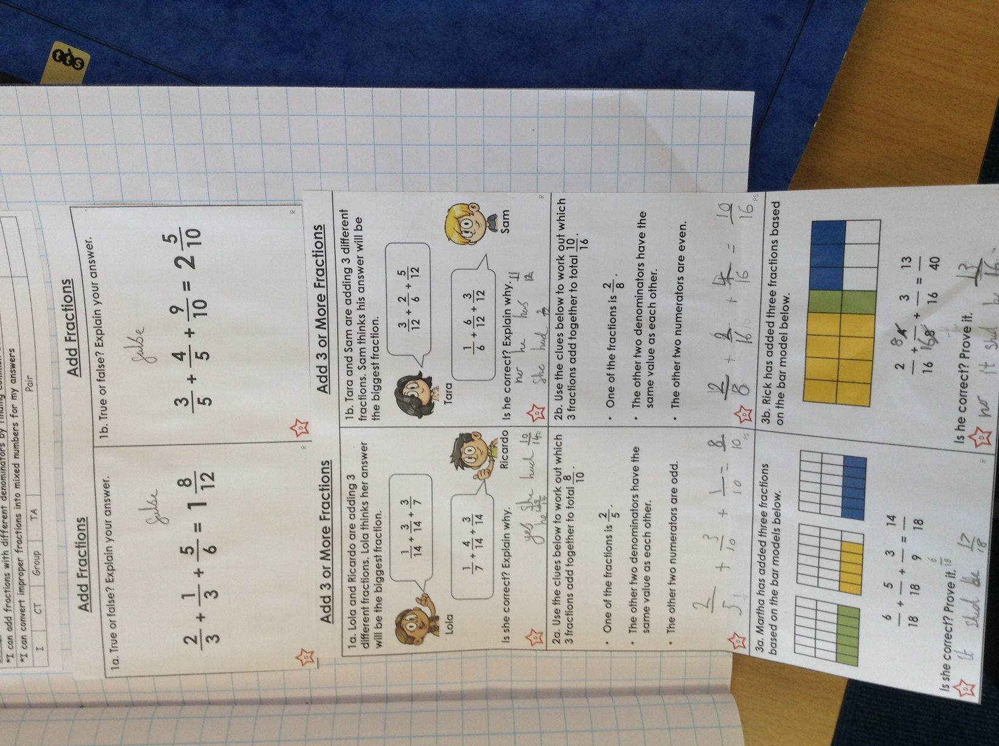 tts
*I can add fractions with different denominators by finding common
*I can convert improper fractions into mixed numbers for my answers
I CT Group TA Pair
Add Fractions
1a. True or false? Explain your answer.
false
2/3 + 1/3 + 5/6 = 1 8/12
D
R
Add Fractions
1b. True or false? Explain your answer.
false
3/5 + 4/5 + 9/10 = 2 5/10
D
R
Add 3 or More Fractions
1a. Lola and Ricardo are adding 3
different fractions. Lola thinks her answer
will be the biggest fraction.
1/14 + 3/14 + 3/7
Lola
1/7 + 4/14 + 3/14
Ricardo
Is she correct? Explain why.
yes she had 10/14
he
D
R
Add 3 or More Fractions
1b. Tara and Sam are adding 3 different
fractions. Sam thinks his answer will be
the biggest fraction.
3/12 + 2/6 + 5/12
Tara
1/6 + 6/12 + 3/12
Sam
Is he correct? Explain why.
no he has 11/12
she had
D
R
2a. Use the clues below to work out which
3 fractions add together to total 8/10.
• One of the fractions is 2/5.
• The other two denominators have the
same value as each other.
• The other two numerators are odd.
2/5 + 3/10 + 1/10 = 8/10
D
PS
2b. Use the clues below to work out which
3 fractions add together to total 10/16.
• One of the fractions is 2/8.
• The other two denominators have the
same value as each other.
• The other two numerators are even.
2/8 + 2/16 + 4/16 = 10/16
D
PS
3a. Martha has added three fractions
based on the bar models below.
6/18 + 5/18 + 3/9 = 14/18
6/18
Is she correct? Prove it.
it shud be 17/18
D
R
3b. Rick has added three fractions based
on the bar model below.
2/16 + 4/8 + 3/16 = 13/40
8/16
Is he correct? Prove it.
no it shud be 13/16.
D